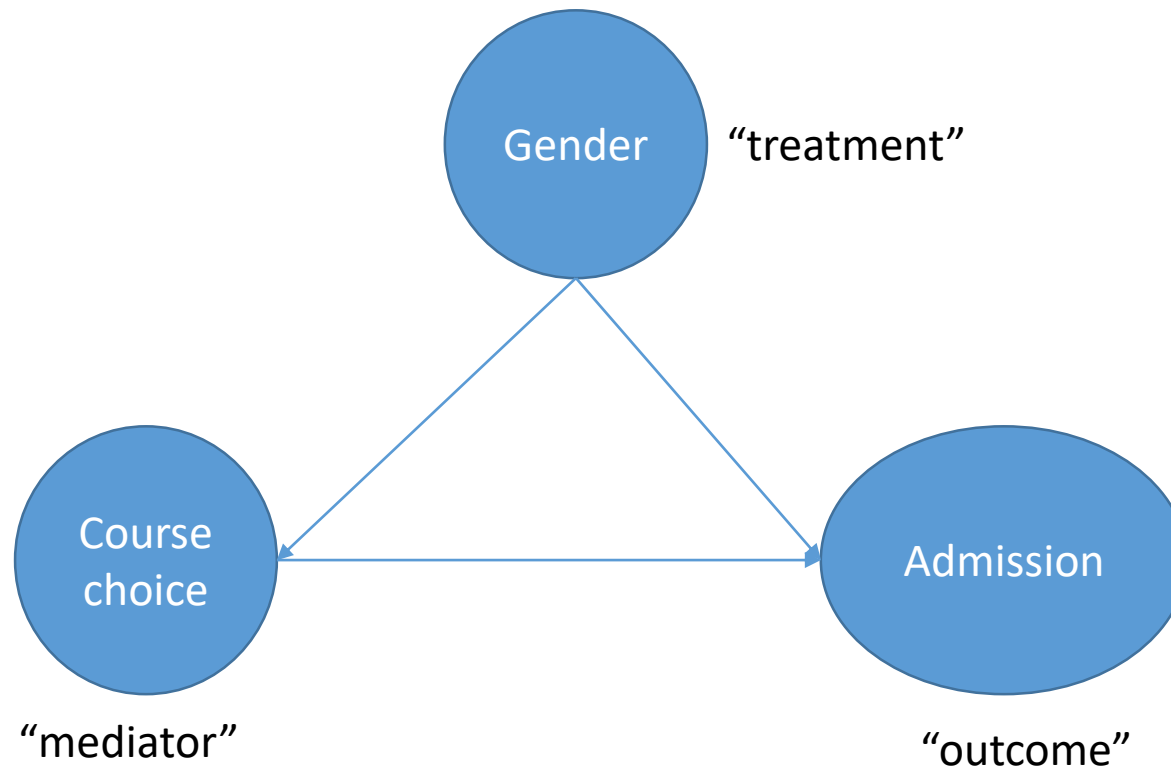 Gender
“treatment”
Course
choice
Admission
“mediator”
“outcome”